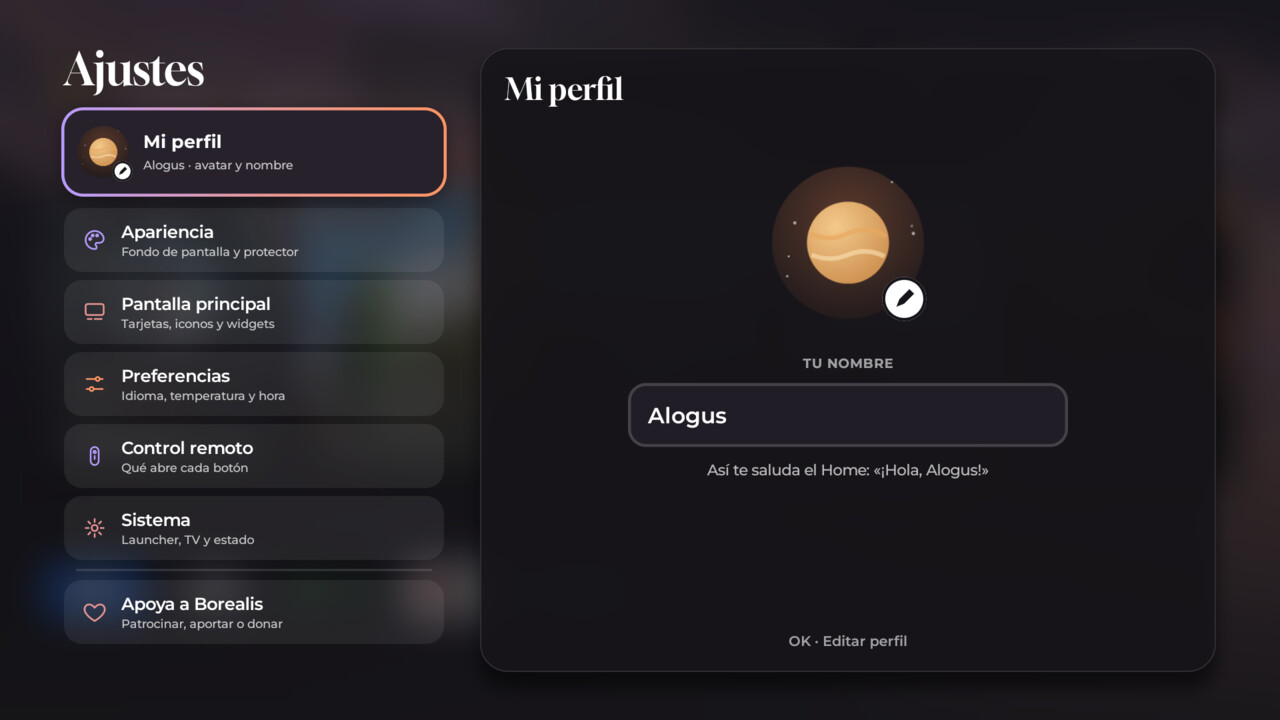 Ajustes
Mi perfil
Alogus · avatar y nombre
Apariencia
Fondo de pantalla y protector
Pantalla principal
Tarjetas, iconos y widgets
Preferencias
Idioma, temperatura y hora
Control remoto
Qué abre cada botón
Sistema
Launcher, TV y estado
Apoya a Borealis
Patrocinar, aportar o donar
Mi perfil
TU NOMBRE
Alogus
Así te saluda el Home: «¡Hola, Alogus!»
OK · Editar perfil